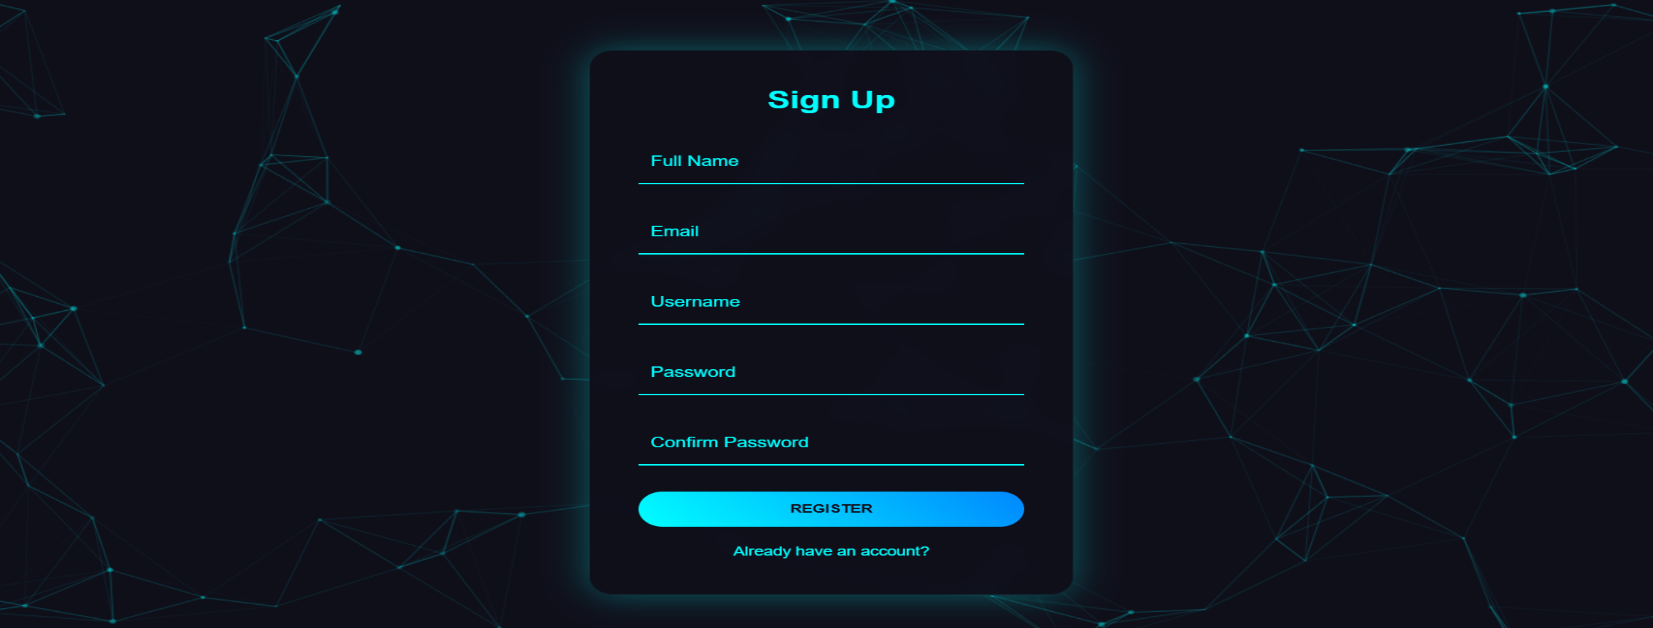 Sign Up
Full Name
Email
Username
Password
Confirm Password
REGISTER
Already have an account?